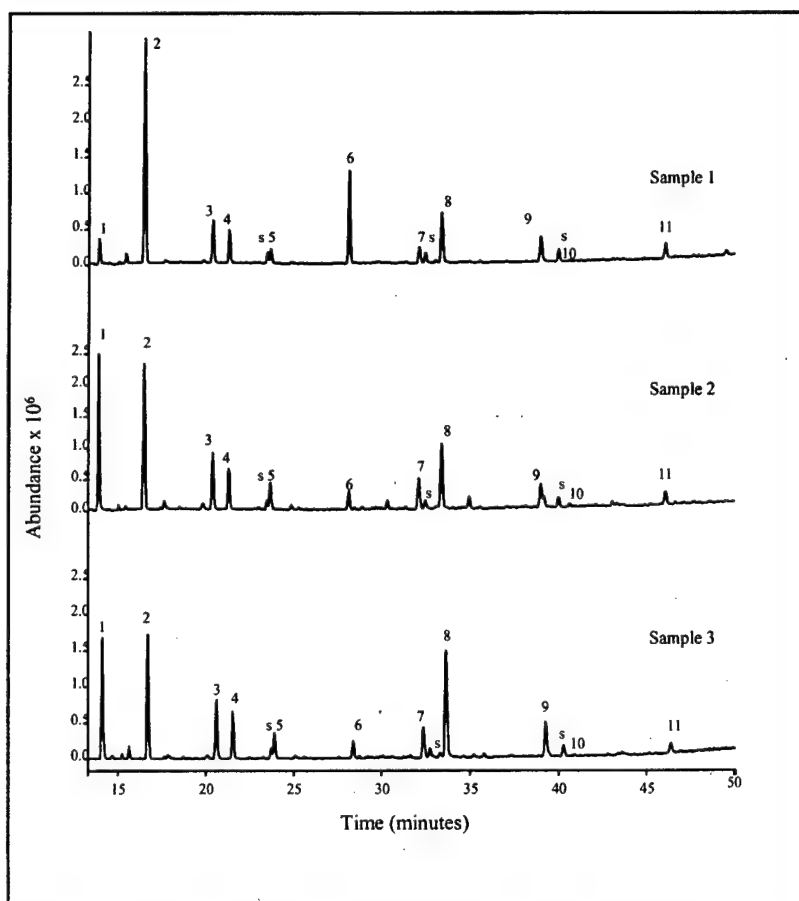 2
2.5
2.0
1.5
6
Sample 1
1.0
8
3 4
0.5
1 s 5 7 s 9 s 11
10
0.0
1
2
2.5
2.0
Sample 2
1.5
8
3
1.0
4
7
s 5
0.5
6 s 9 s 10 11
0.0
Abundance x 10⁶
2.5
2.0
1 2 8
Sample 3
1.5
3 4
1.0
9
s 5 6 7
0.5
s s 10 11
0.0
15 20 25 30 35 40 45 50
Time (minutes)